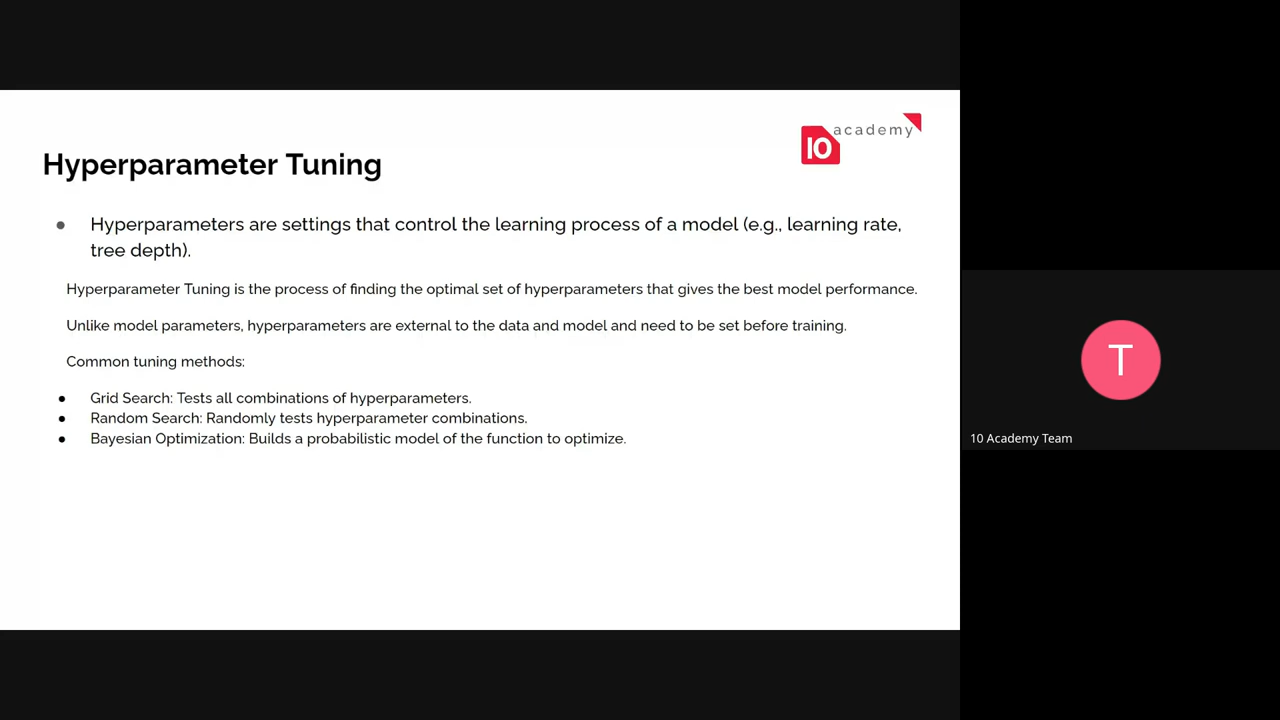 10 academy
Hyperparameter Tuning
● Hyperparameters are settings that control the learning process of a model (e.g., learning rate,
tree depth).
Hyperparameter Tuning is the process of finding the optimal set of hyperparameters that gives the best model performance.
Unlike model parameters, hyperparameters are external to the data and model and need to be set before training.
Common tuning methods:
● Grid Search: Tests all combinations of hyperparameters.
● Random Search: Randomly tests hyperparameter combinations.
● Bayesian Optimization: Builds a probabilistic model of the function to optimize.
T
10 Academy Team